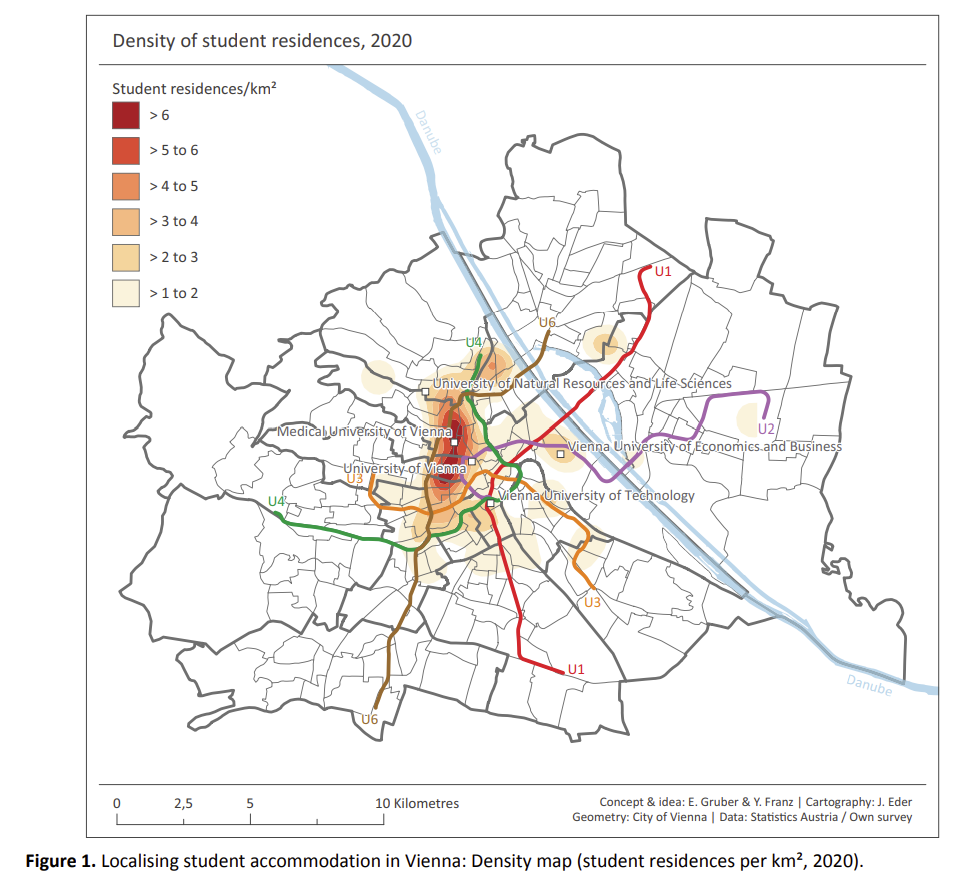 Density of student residences, 2020
Student residences/km²
> 6
> 5 to 6
> 4 to 5
> 3 to 4
> 2 to 3
> 1 to 2
Danube
U1
U6
U4
University of Natural Resources and Life Sciences
U2
Medical University of Vienna
Vienna University of Economics and Business
University of Vienna
U3
Vienna University of Technology
U4
U3
U1
Danube
U6
0 2,5 5 10 Kilometres
Concept & idea: E. Gruber & Y. Franz | Cartography: J. Eder
Geometry: City of Vienna | Data: Statistics Austria / Own survey
Figure 1. Localising student accommodation in Vienna: Density map (student residences per km², 2020).